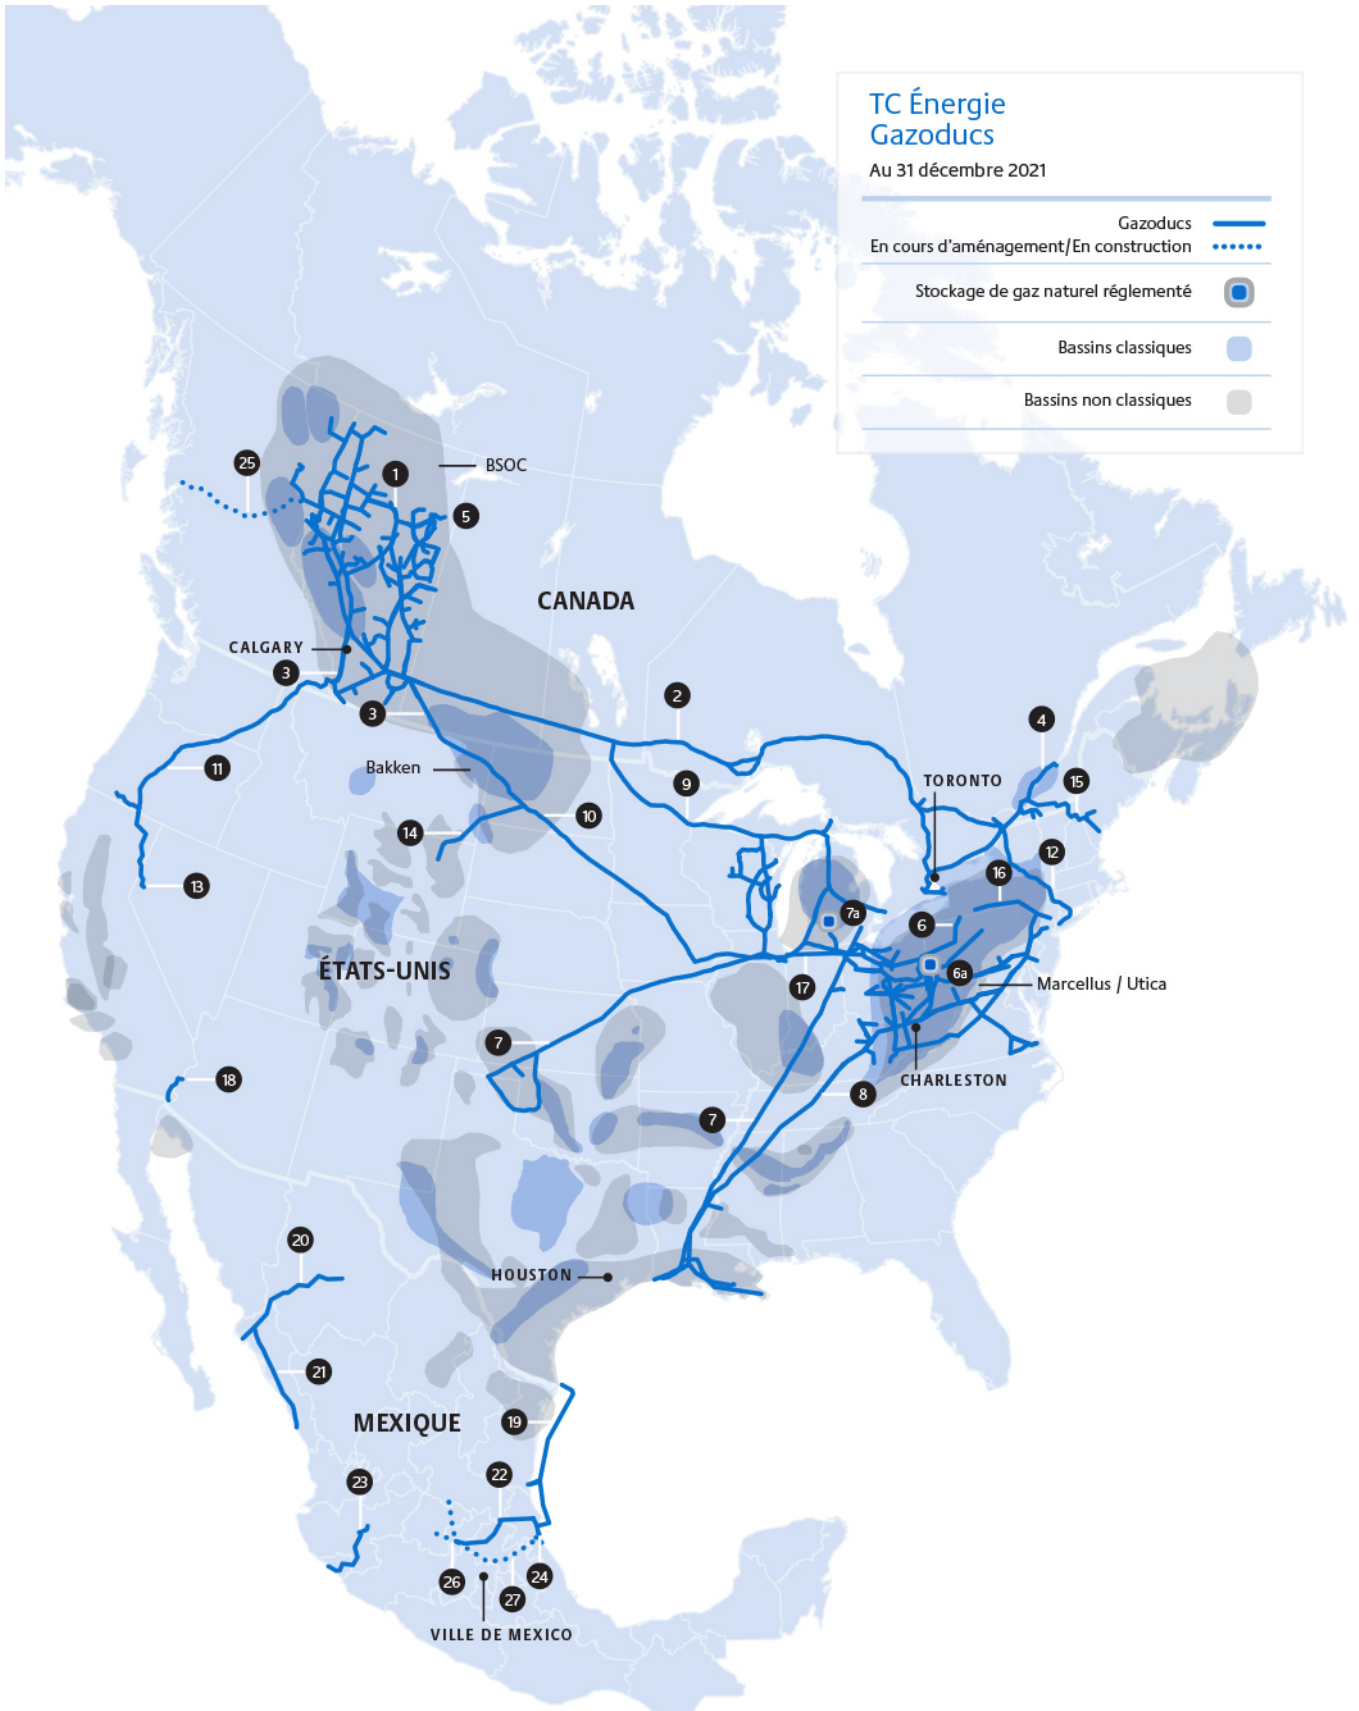 TC Énergie
Gazoducs
Au 31 décembre 2021
Gazoducs
En cours d'aménagement/En construction
Stockage de gaz naturel réglementé
Bassins classiques
Bassins non classiques
25
BSOC
1
5
CANADA
CALGARY
3
3
2
4
11
Bakken
9
TORONTO
15
10
14
12
13
16
7a
6
ÉTATS-UNIS
6a
17
Marcellus / Utica
7
18
CHARLESTON
8
7
20
HOUSTON
21
MEXIQUE
19
22
23
26
24
27
VILLE DE MEXICO